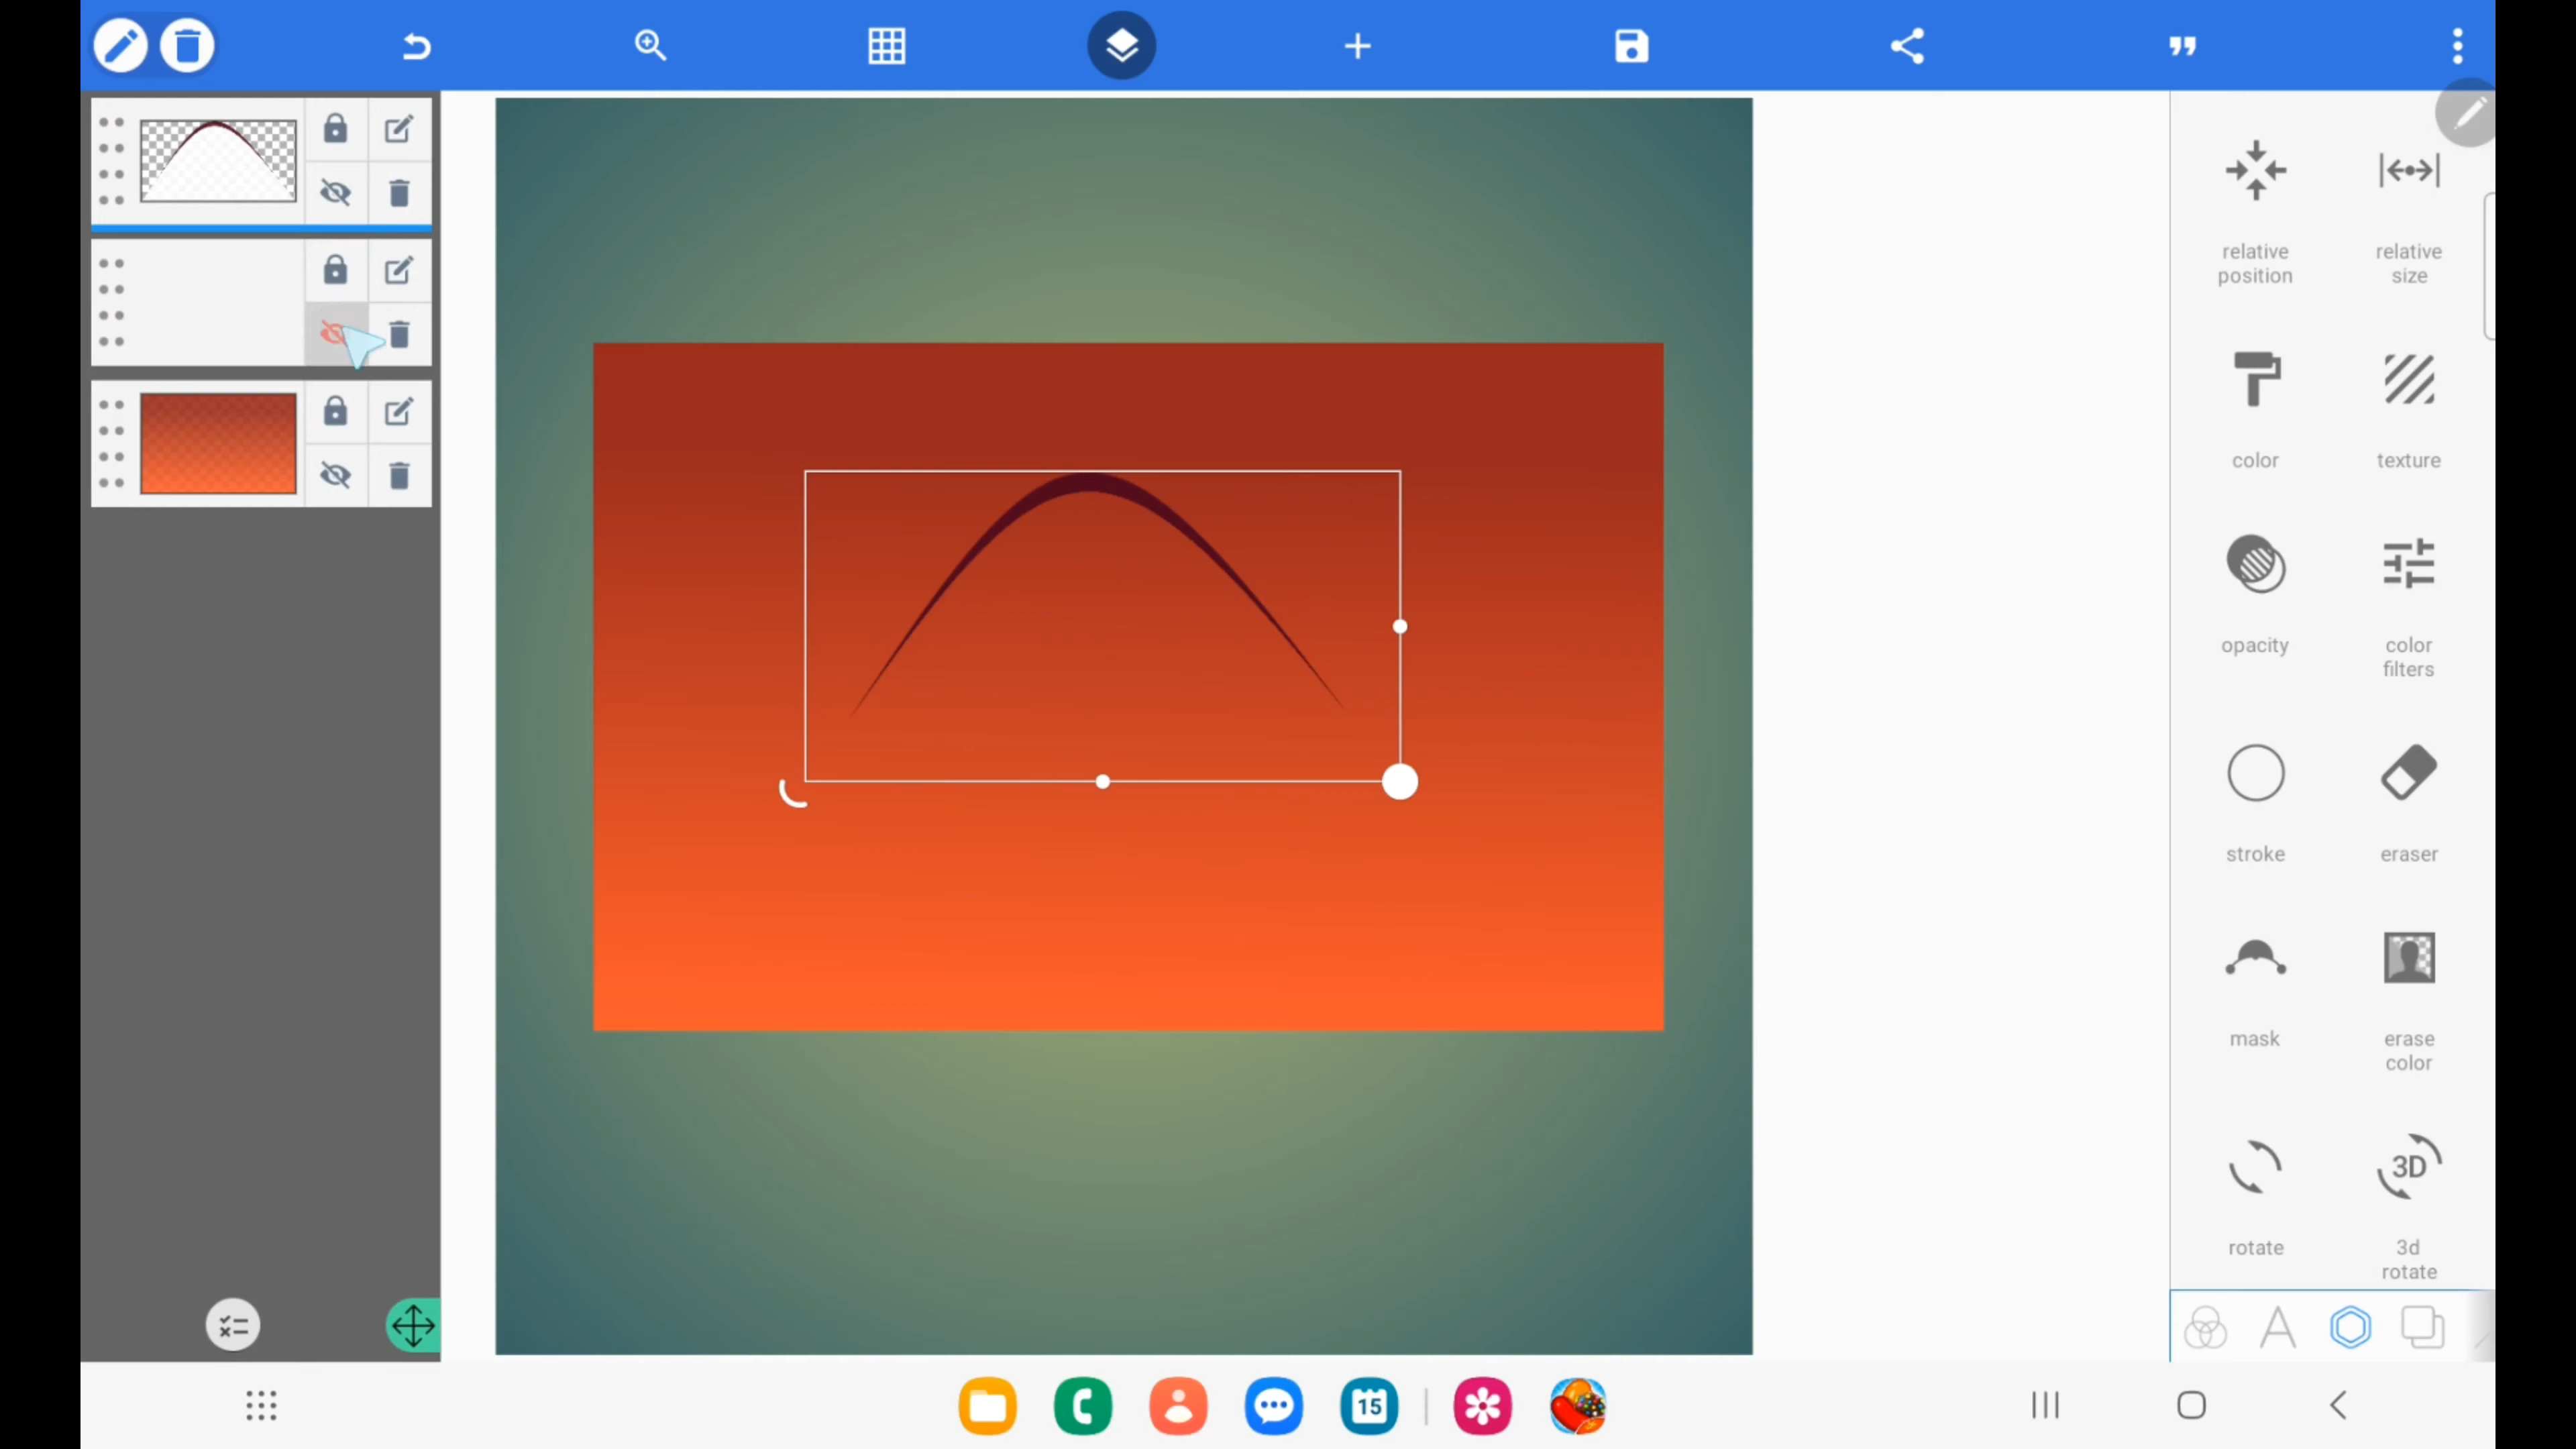 relative
position
relative
size
color
texture
opacity
color
filters
stroke
eraser
mask
erase
color
3D
rotate
3d
rotate
A
15